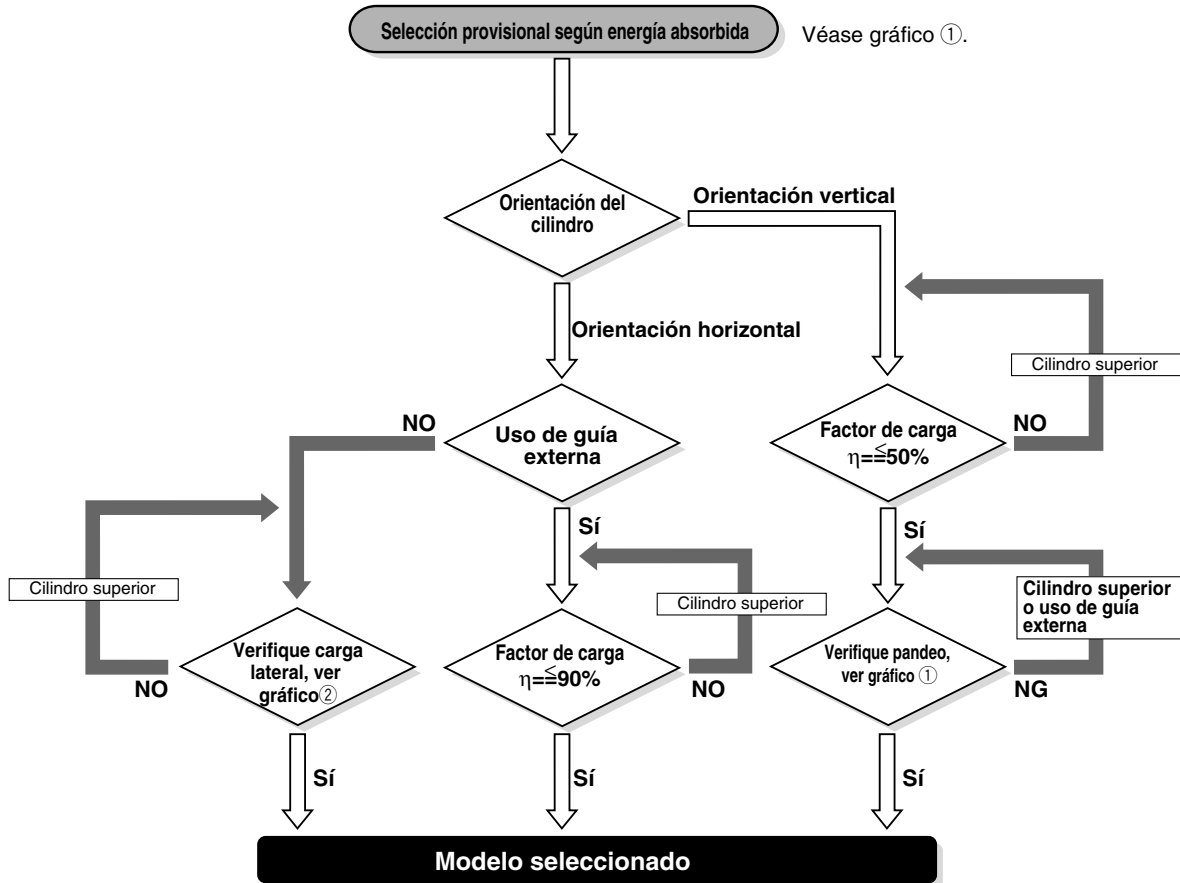 Selección provisional según energía absorbida
Véase gráfico ①.
Orientación del
cilindro
Orientación vertical
Orientación horizontal
Cilindro superior
NO
Uso de guía
externa
Factor de carga
η=≦50%
NO
Sí
Sí
Cilindro superior
Cilindro superior
Cilindro superior
o uso de guía
externa
Verifique carga
lateral, ver
gráfico②
NO
Factor de carga
η=≦90%
NO
Verifique pandeo,
ver gráfico ①
NG
Sí
Sí
Sí
Modelo seleccionado